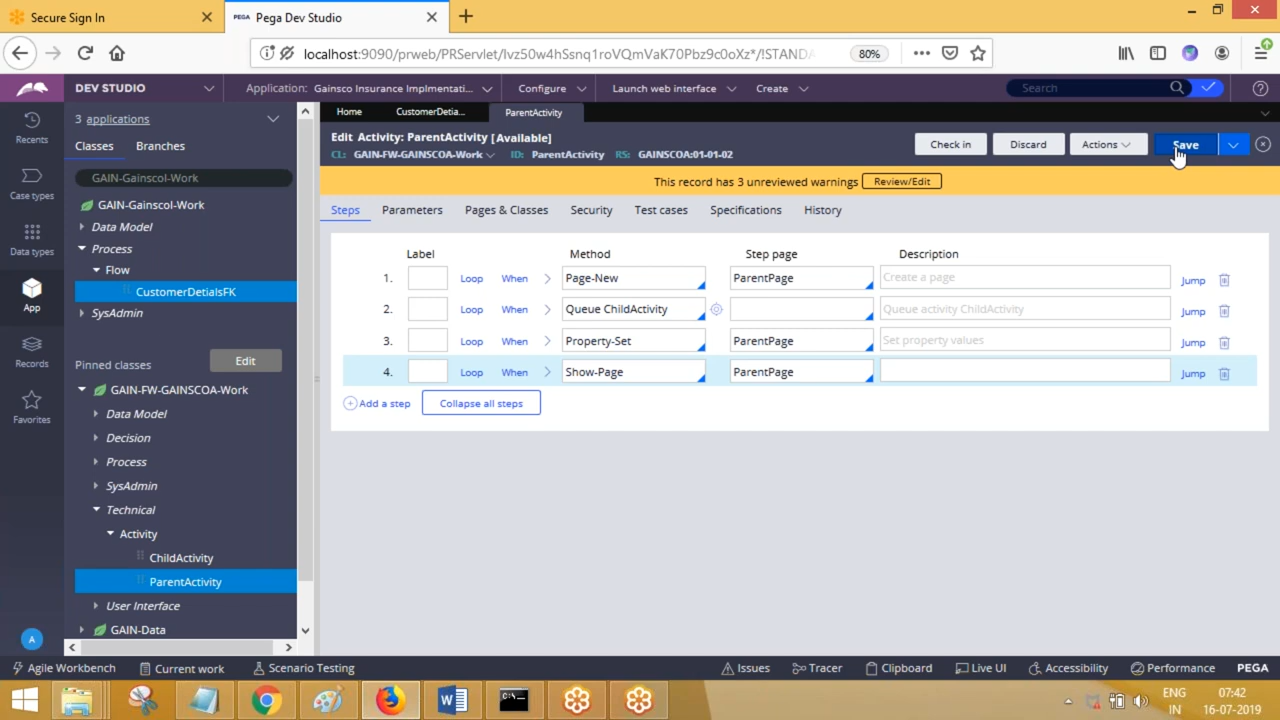 Secure Sign In
PEGA Pega Dev Studio
localhost:9090/prweb/PRServlet/lvz50w4hSsnq1roVQmVaK70Pbz9c0oXz*/!STANDA
80%
DEV STUDIO
Application: Gainsco Insurance Implmentati...
Configure
Launch web interface
Create
Search
Recents
Case types
Data types
App
Records
Favorites
A
3 applications
Classes
Branches
GAIN-Gainscol-Work
GAIN-Gainscol-Work
Data Model
Process
Flow
CustomerDetialsFK
SysAdmin
Pinned classes
Edit
GAIN-FW-GAINSCOA-Work
Data Model
Decision
Process
SysAdmin
Technical
Activity
ChildActivity
ParentActivity
User Interface
GAIN-Data
Home
CustomerDetia...
ParentActivity
Edit Activity: ParentActivity [Available]
CL: GAIN-FW-GAINSCOA-Work ID: ParentActivity RS: GAINSCOA:01-01-02
Check in
Discard
Actions
Save
This record has 3 unreviewed warnings Review/Edit
Steps Parameters Pages & Classes Security Test cases Specifications History
Label Method Step page Description
1. Loop When Page-New ParentPage Create a page Jump
2. Loop When Queue ChildActivity Queue activity ChildActivity Jump
3. Loop When Property-Set ParentPage Set property values Jump
4. Loop When Show-Page ParentPage Jump
Add a step Collapse all steps
Agile Workbench Current work Scenario Testing Issues Tracer Clipboard Live UI Accessibility Performance PEGA
ENG
IN
07:42
16-07-2019